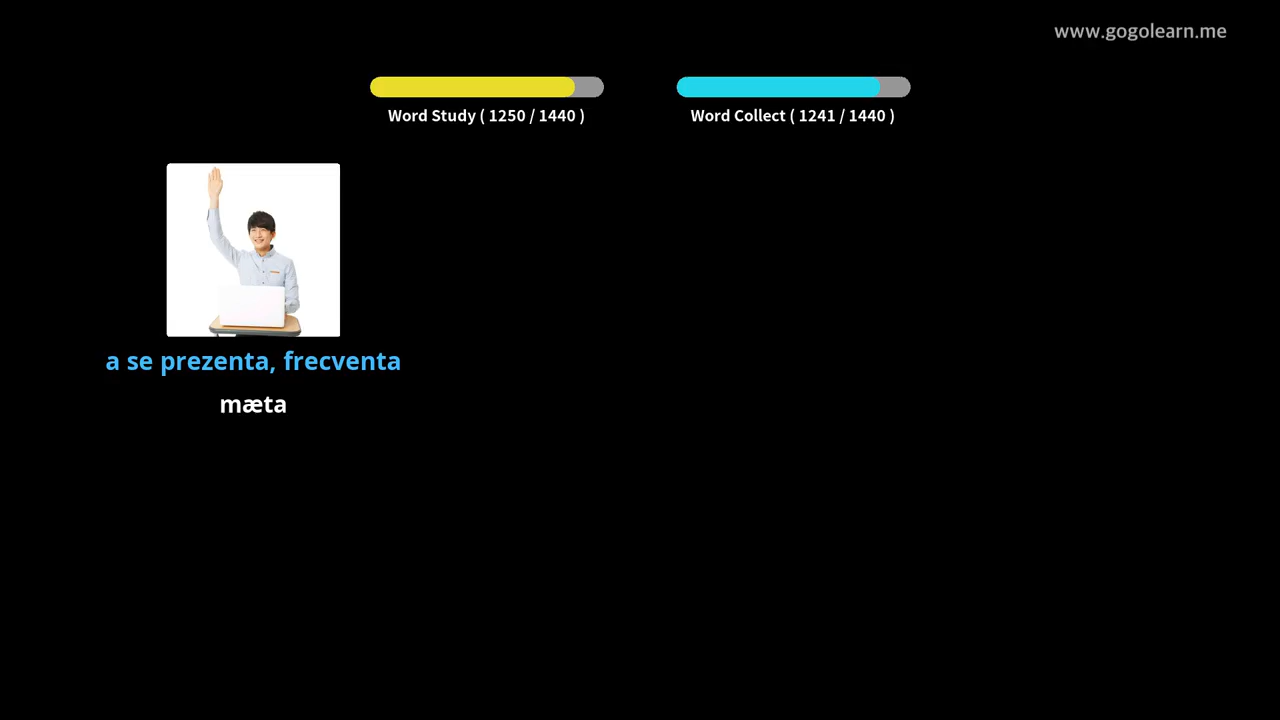 www.gogolearn.me
Word Study ( 1250 / 1440 )
Word Collect ( 1241 / 1440 )
a se prezenta, frecventa
mæta